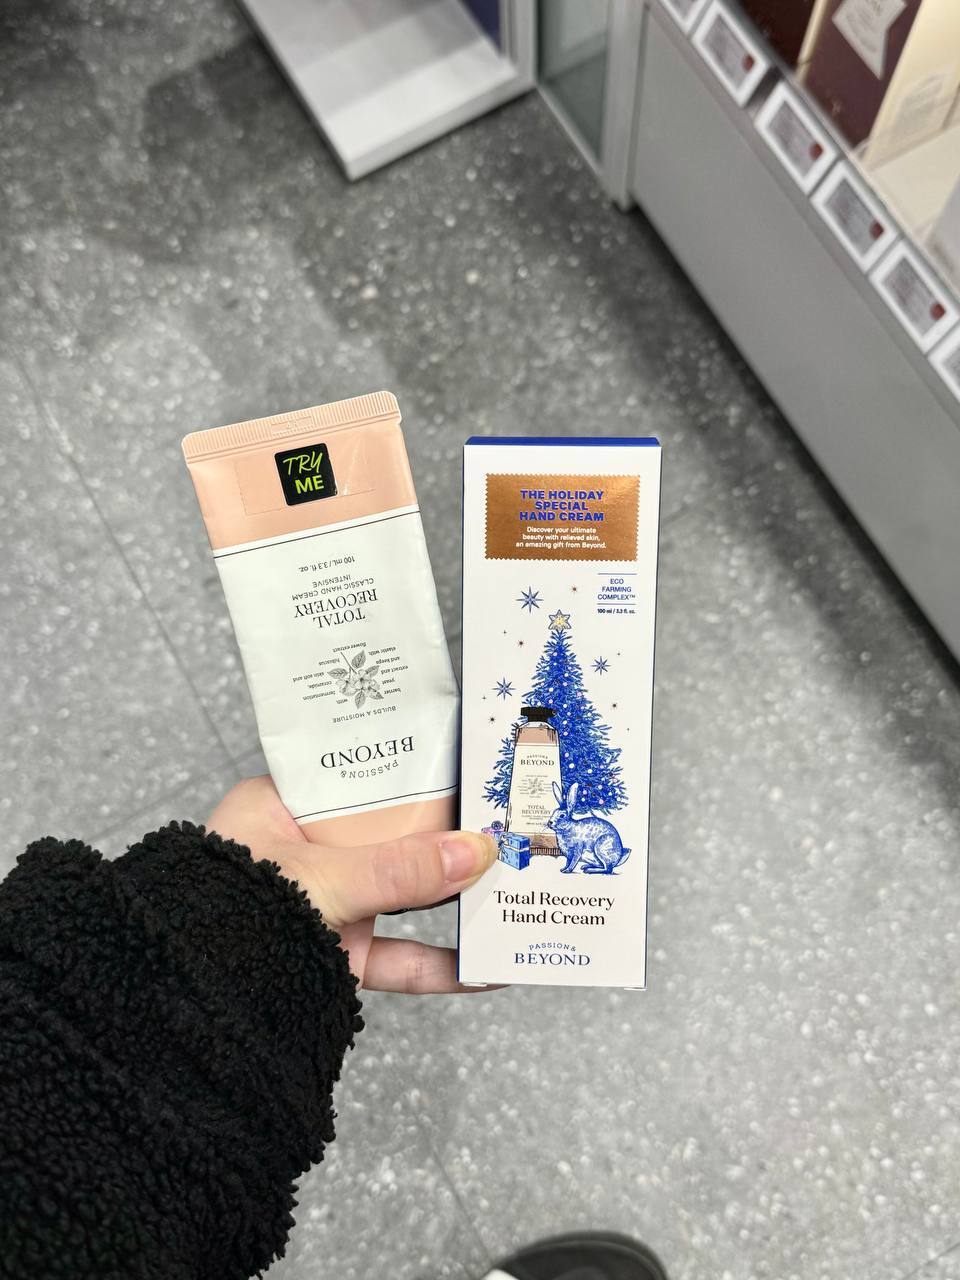 TRY
ME
PASSION &
BEYOND
BUILDS A MOISTURE
barrier
with
yeast
fermentation
extract and
ceramide,
and keeps
skin soft and
elastic with
hibiscus
flower extract
TOTAL
RECOVERY
CLASSIC HAND CREAM
INTENSIVE
100 ml / 3.3 fl. oz.
THE HOLIDAY
SPECIAL
HAND CREAM
Discover your ultimate
beauty with relieved skin,
an amazing gift from Beyond.
ECO
FARMING
COMPLEX™
100 ml / 3.3 fl. oz.
PASSION &
BEYOND
TOTAL
RECOVERY
Total Recovery
Hand Cream
PASSION &
BEYOND